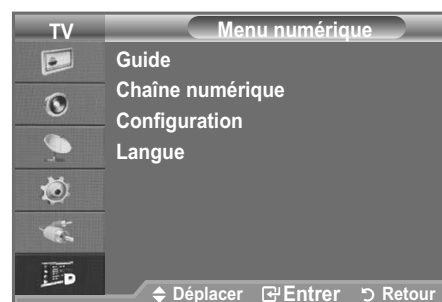 TV
Menu numérique
Guide
Chaîne numérique
Configuration
Langue
D
Déplacer Entrer Retour